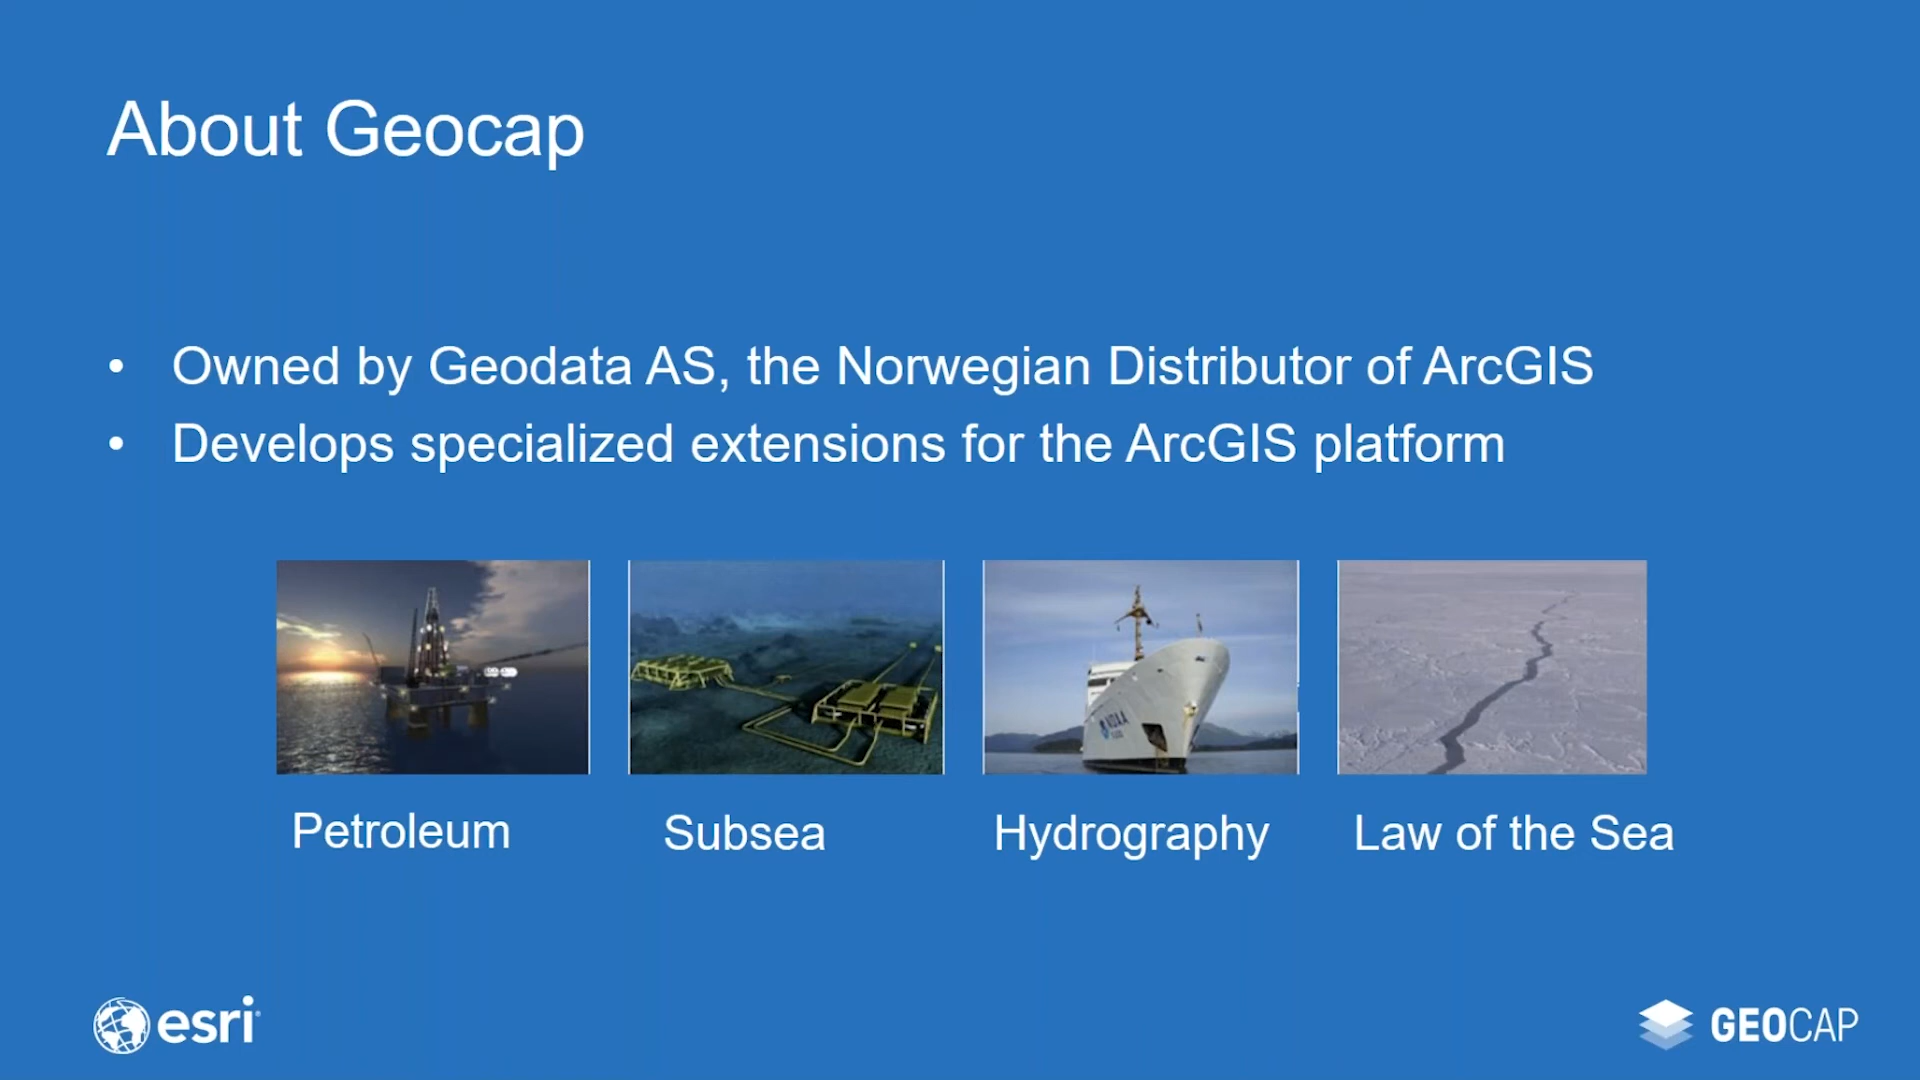 About Geocap
• Owned by Geodata AS, the Norwegian Distributor of ArcGIS
• Develops specialized extensions for the ArcGIS platform
NOAA
Petroleum
Subsea
Hydrography
Law of the Sea
esri
GEOCAP